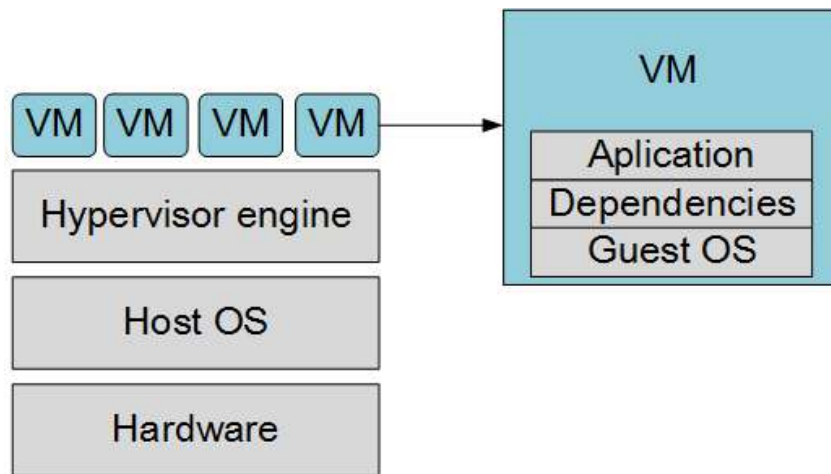 VM VM VM VM
Hypervisor engine
Host OS
Hardware
VM
Aplication
Dependencies
Guest OS